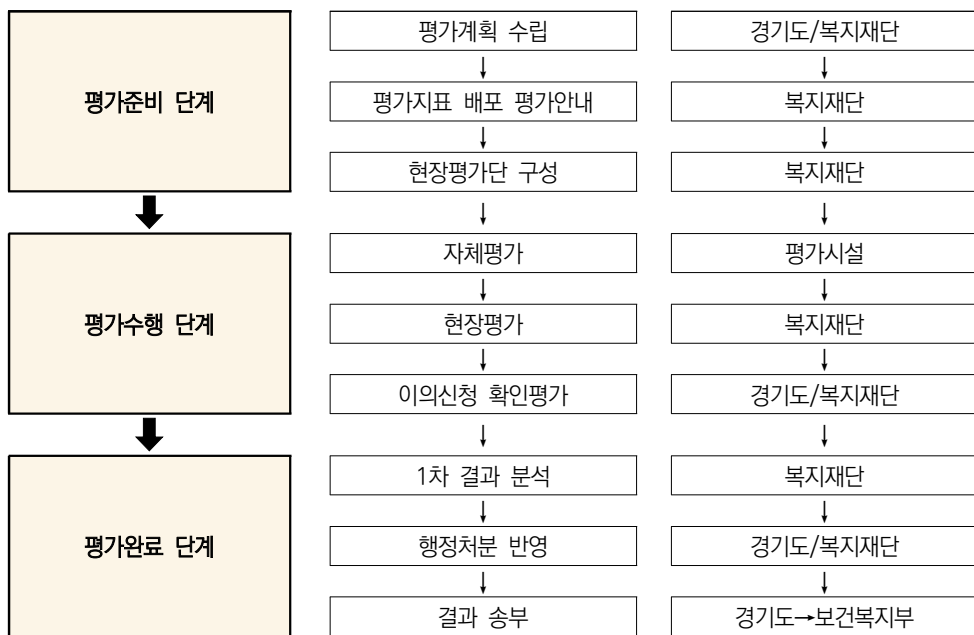 평가준비 단계
평가계획 수립
경기도/복지재단
평가지표 배포 평가안내
복지재단
현장평가단 구성
복지재단
평가수행 단계
자체평가
평가시설
현장평가
복지재단
이의신청 확인평가
경기도/복지재단
평가완료 단계
1차 결과 분석
복지재단
행정처분 반영
경기도/복지재단
결과 송부
경기도→보건복지부